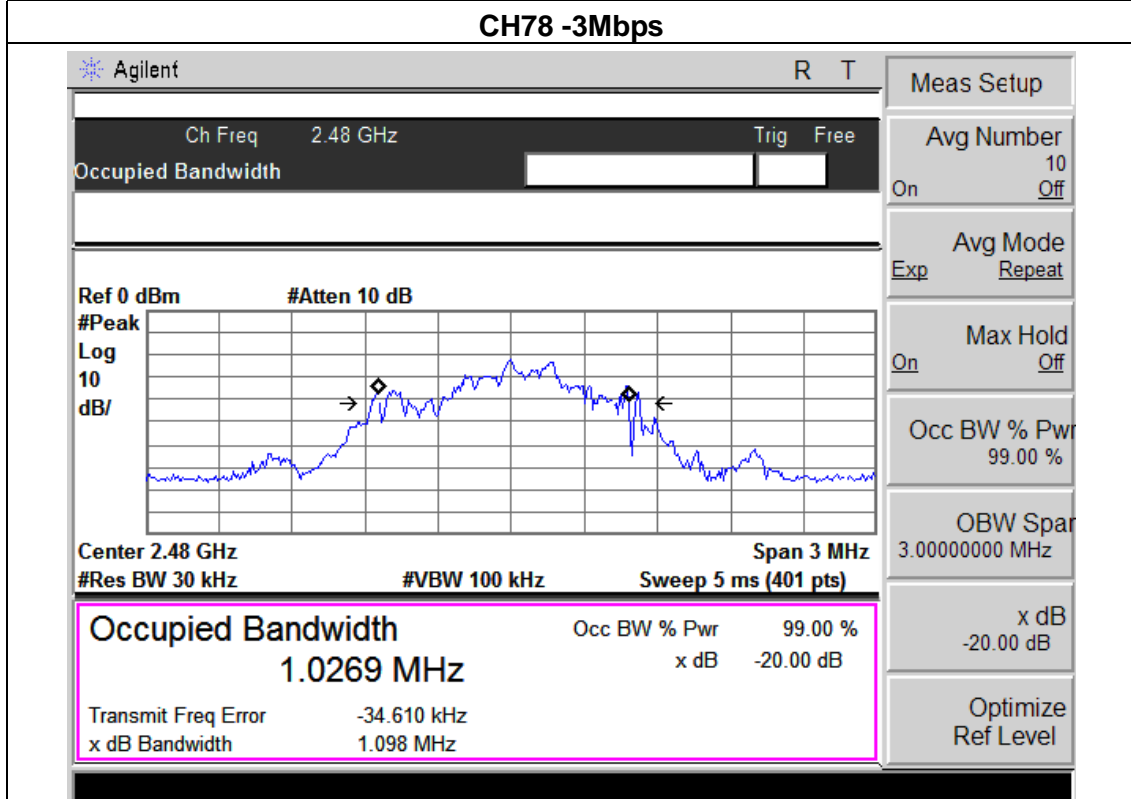 CH78 -3Mbps
Agilent R T
Ch Freq 2.48 GHz Trig Free
Occupied Bandwidth
Ref 0 dBm #Atten 10 dB
#Peak
Log
10
dB/
Center 2.48 GHz Span 3 MHz
#Res BW 30 kHz #VBW 100 kHz Sweep 5 ms (401 pts)
Occupied Bandwidth
1.0269 MHz
Occ BW % Pwr 99.00 %
x dB -20.00 dB
Transmit Freq Error -34.610 kHz
x dB Bandwidth 1.098 MHz
Meas Setup
Avg Number
10
On Off
Avg Mode
Exp Repeat
Max Hold
On Off
Occ BW % Pwr
99.00 %
OBW Spar
3.00000000 MHz
x dB
-20.00 dB
Optimize
Ref Level